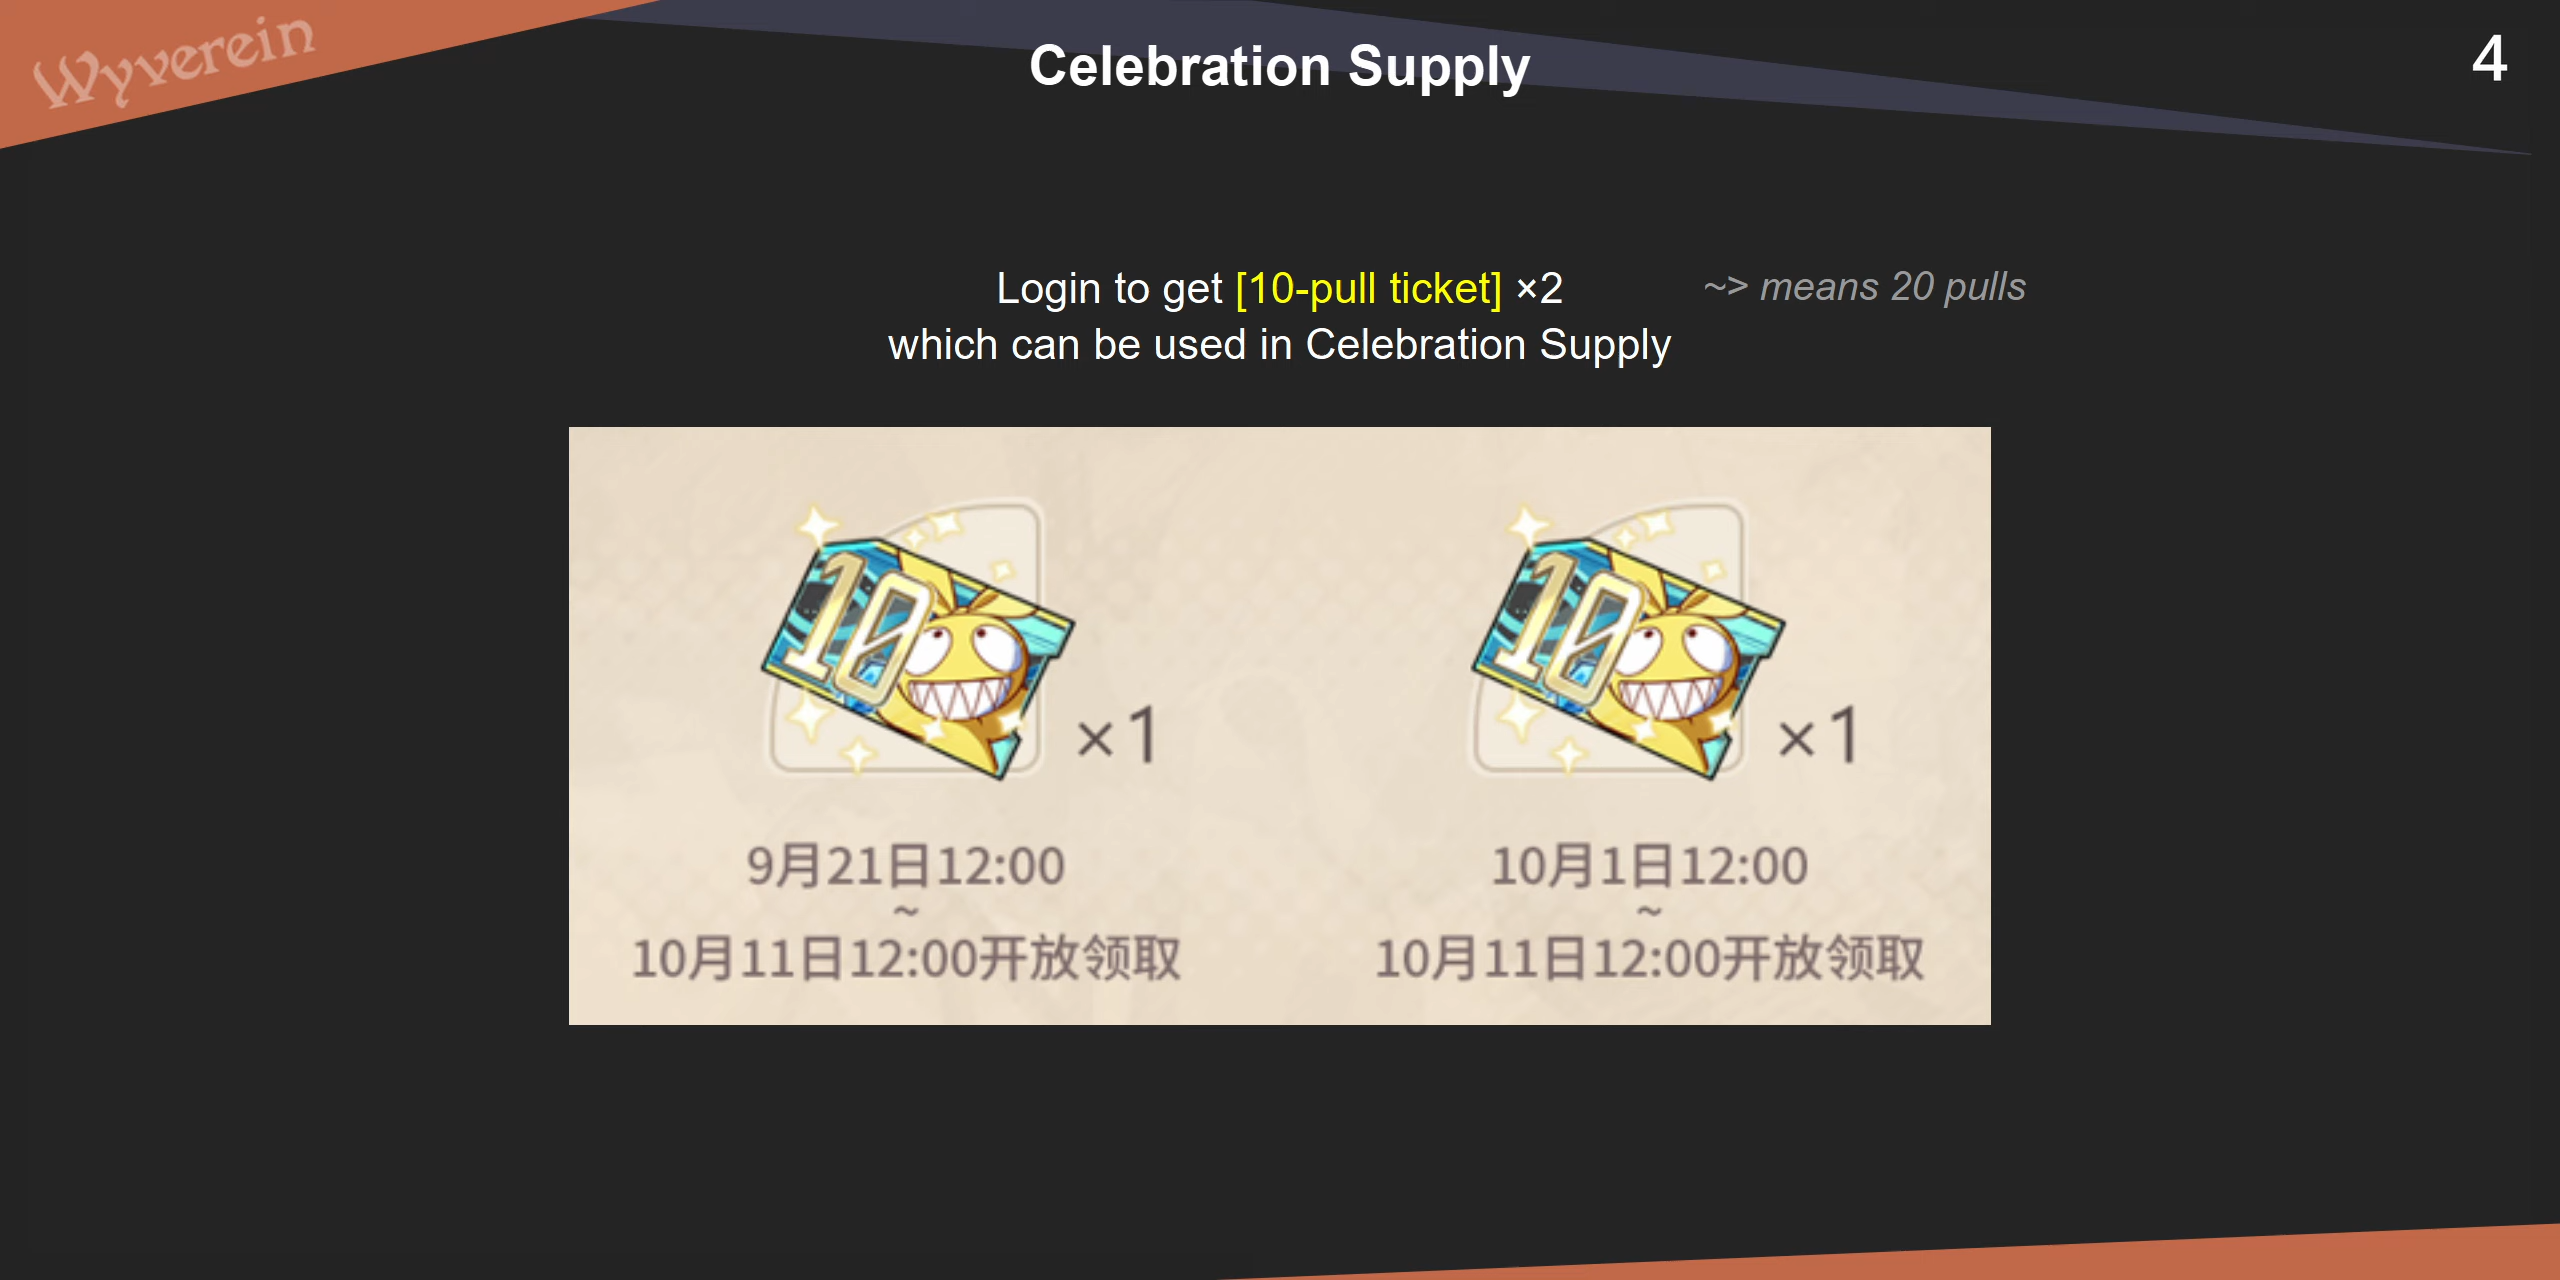 Wyverein
Celebration Supply
4
Login to get [10-pull ticket] ×2
~> means 20 pulls
which can be used in Celebration Supply
10
×1
10
×1
9月21日12:00
~
10月11日12:00开放领取
10月1日12:00
~
10月11日12:00开放领取